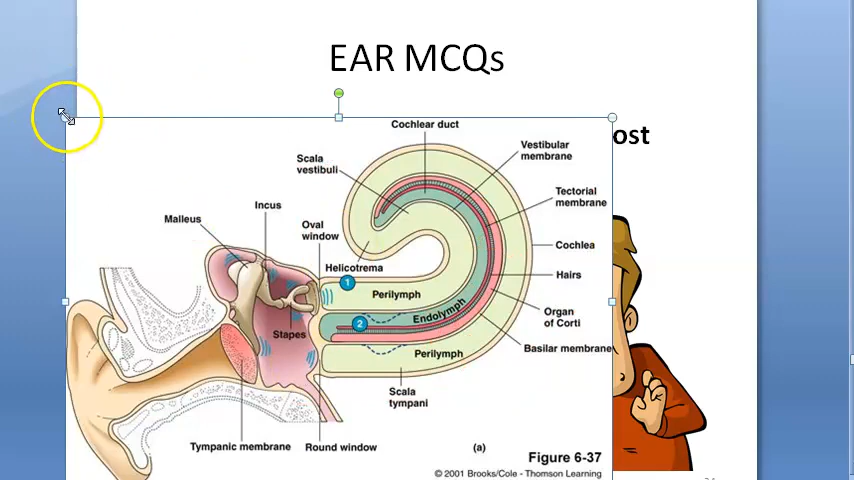 EAR MCQs
ost
Cochlear duct
Vestibular
membrane
Scala
vestibuli
Tectorial
membrane
Incus
Malleus
Oval
window
Cochlea
Helicotrema
Hairs
1
Perilymph
Endolymph
Organ
of Corti
2
Stapes
Basilar membrane
Perilymph
Scala
tympani
Tympanic membrane
Round window
(a)
Figure 6-37
© 2001 Brooks/Cole - Thomson Learning